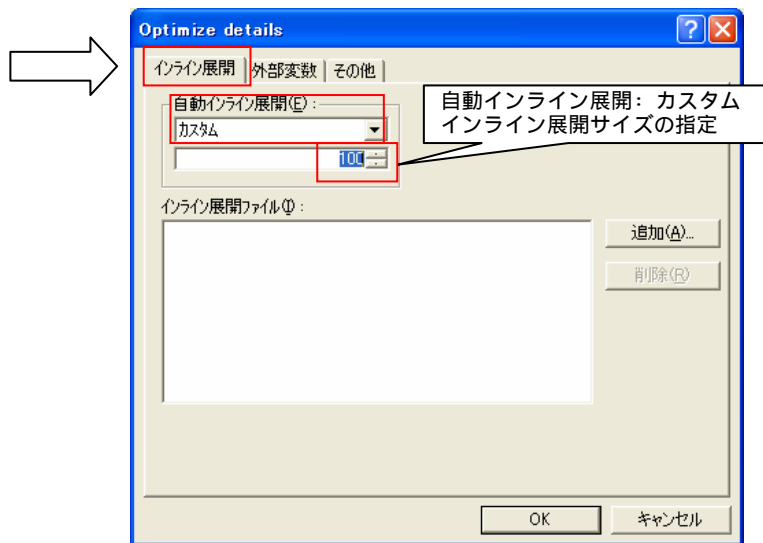 Optimize details
インライン展開
外部変数
その他
自動インライン展開(E):
カスタム
100
自動インライン展開: カスタム
インライン展開サイズの指定
インライン展開ファイル(I):
追加(A)...
削除(R)
OK
キャンセル